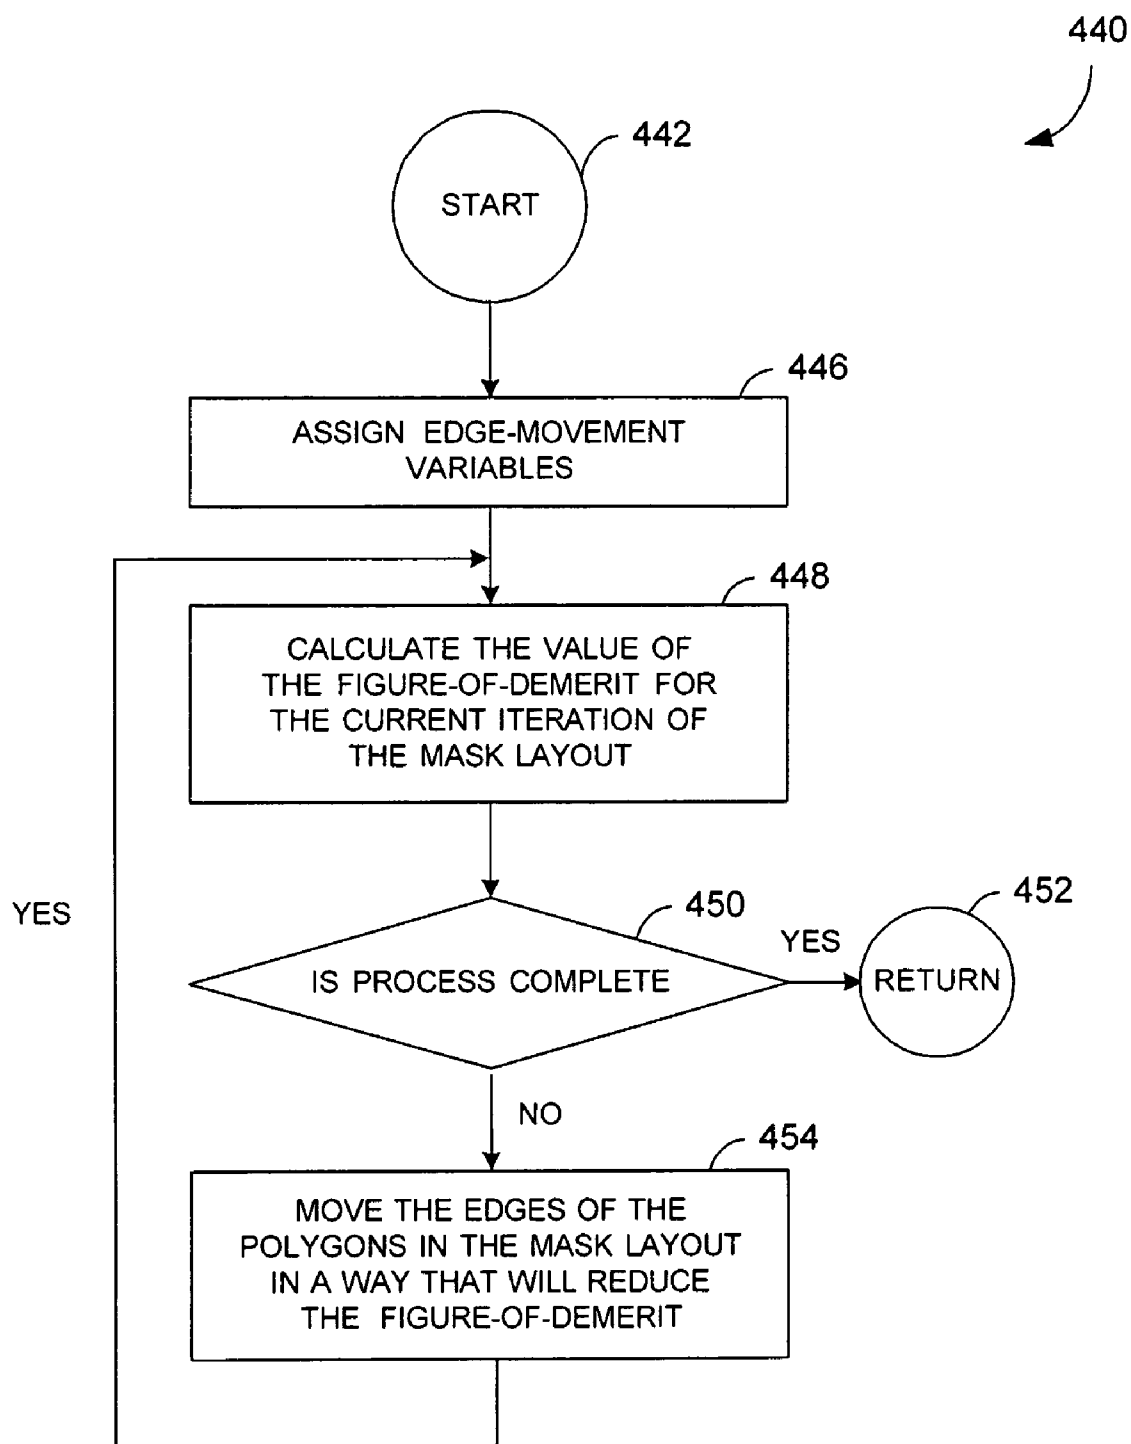 440
442
START
446
ASSIGN EDGE-MOVEMENT
VARIABLES
448
CALCULATE THE VALUE OF
THE FIGURE-OF-DEMERIT FOR
THE CURRENT ITERATION OF
THE MASK LAYOUT
YES
450
452
IS PROCESS COMPLETE
YES
RETURN
NO
454
MOVE THE EDGES OF THE
POLYGONS IN THE MASK LAYOUT
IN A WAY THAT WILL REDUCE
THE FIGURE-OF-DEMERIT